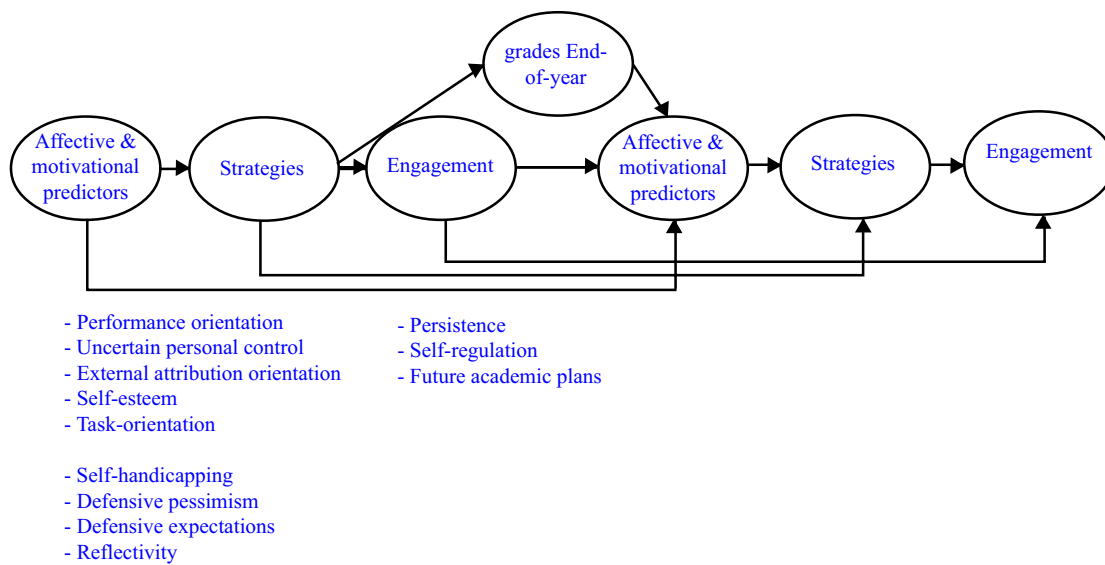 grades End-
of-year
Affective &
motivational
predictors
Strategies
Engagement
Affective &
motivational
predictors
Strategies
Engagement
- Performance orientation
- Uncertain personal control
- External attribution orientation
- Self-esteem
- Task-orientation
- Self-handicapping
- Defensive pessimism
- Defensive expectations
- Reflectivity
- Persistence
- Self-regulation
- Future academic plans